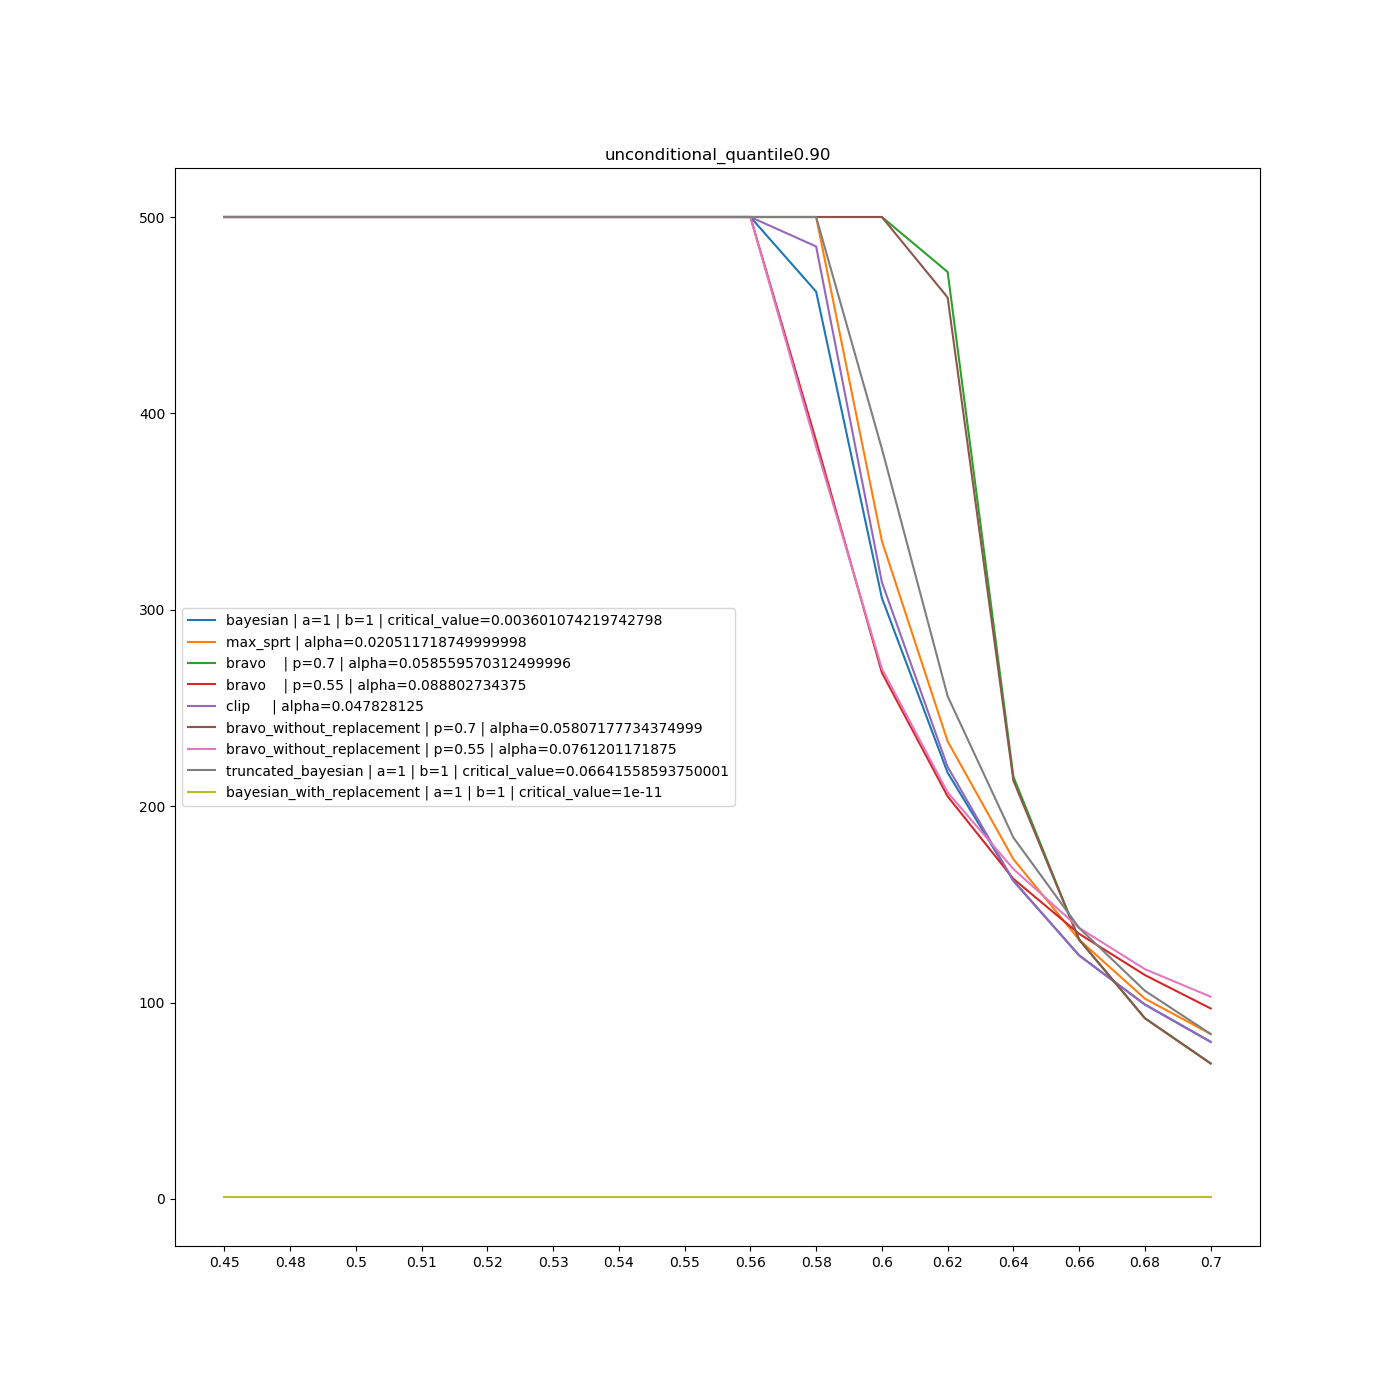 unconditional_quantile0.90
500
400
300
200
100
0
bayesian | a=1 | b=1 | critical_value=0.003601074219742798
max_sprt | alpha=0.020511718749999998
bravo    | p=0.7 | alpha=0.058559570312499996
bravo    | p=0.55 | alpha=0.088802734375
clip     | alpha=0.047828125
bravo_without_replacement | p=0.7 | alpha=0.05807177734374999
bravo_without_replacement | p=0.55 | alpha=0.0761201171875
truncated_bayesian | a=1 | b=1 | critical_value=0.06641558593750001
bayesian_with_replacement | a=1 | b=1 | critical_value=1e-11
0.45 0.48 0.5 0.51 0.52 0.53 0.54 0.55 0.56 0.58 0.6 0.62 0.64 0.66 0.68 0.7